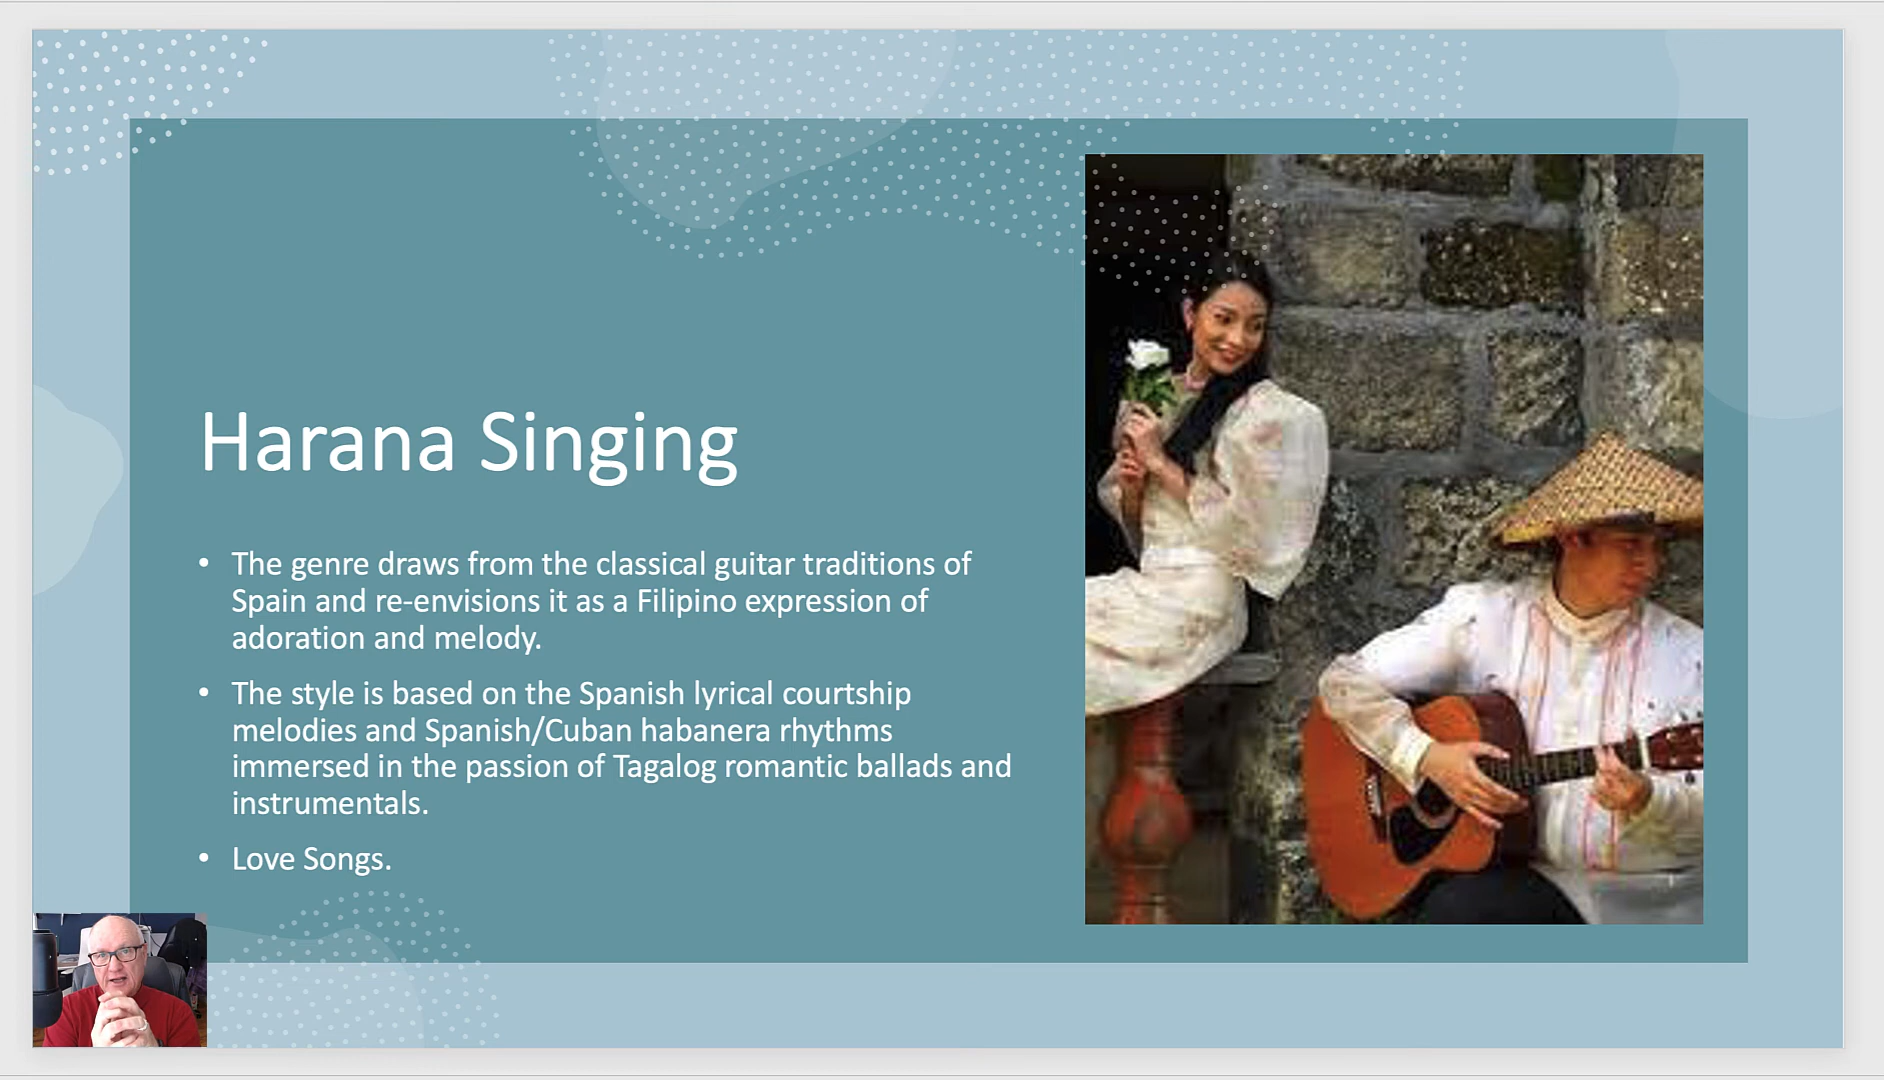 Harana Singing
• The genre draws from the classical guitar traditions of
Spain and re-envisions it as a Filipino expression of
adoration and melody.
• The style is based on the Spanish lyrical courtship
melodies and Spanish/Cuban habanera rhythms
immersed in the passion of Tagalog romantic ballads and
instrumentals.
• Love Songs.